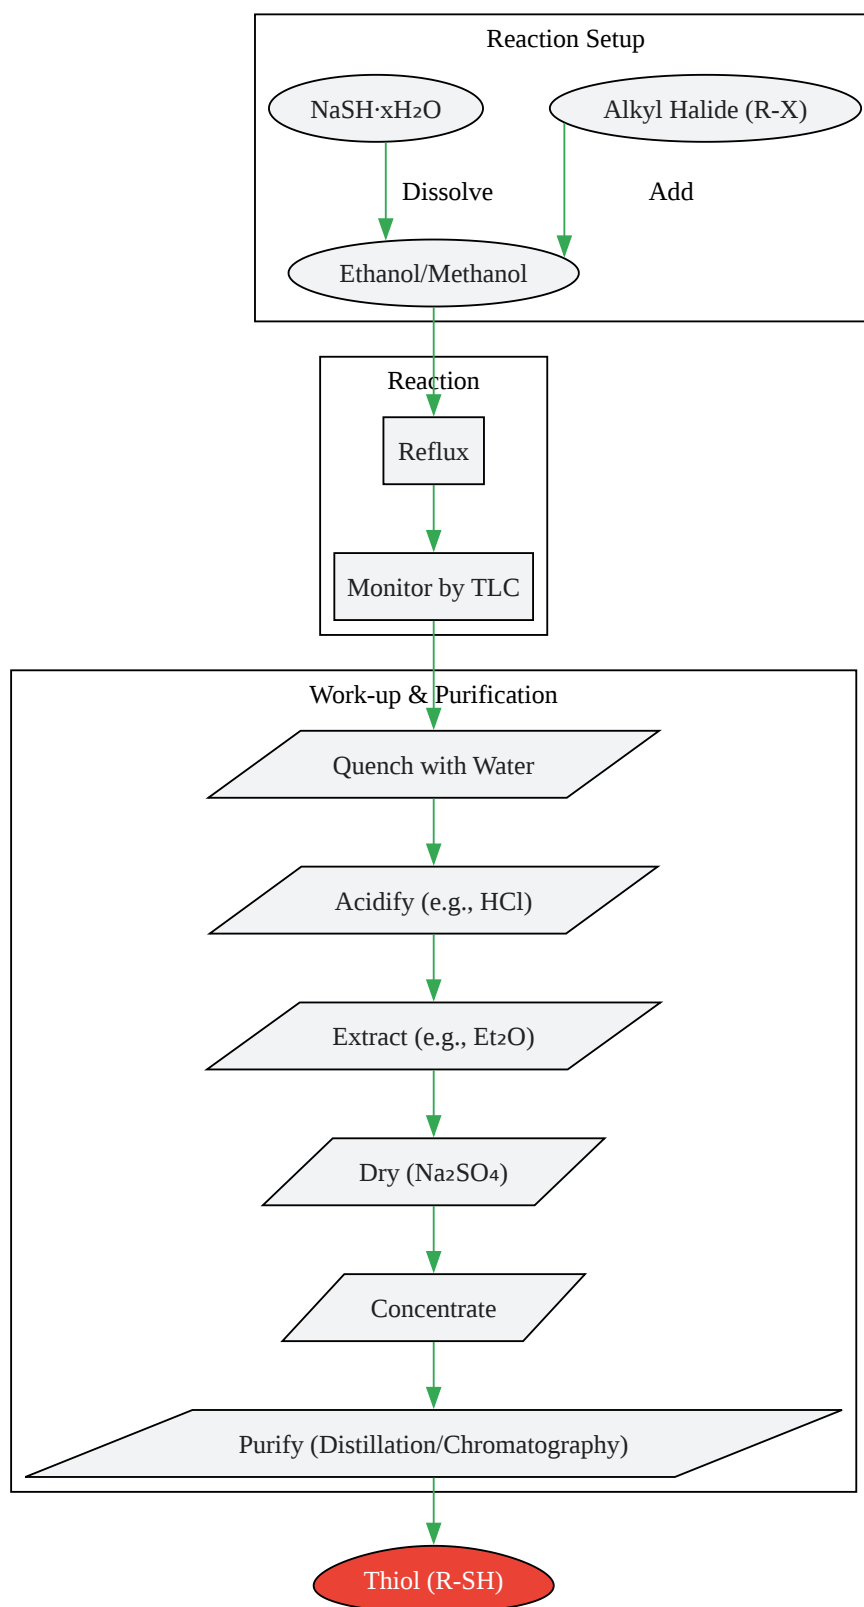 Reaction Setup
NaSH·xH₂O
Alkyl Halide (R-X)
Dissolve
Add
Ethanol/Methanol
Reaction
Reflux
Monitor by TLC
Work-up & Purification
Quench with Water
Acidify (e.g., HCl)
Extract (e.g., Et₂O)
Dry (Na₂SO₄)
Concentrate
Purify (Distillation/Chromatography)
Thiol (R-SH)